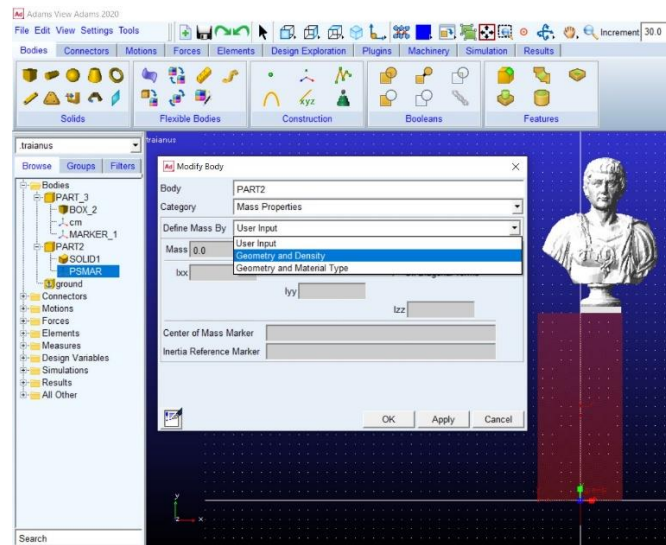 Adams View Adams 2020
File Edit View Settings Tools
Increment 30.0
Bodies Connectors Motions Forces Elements Design Exploration Plugins Machinery Simulation Results
Solids Flexible Bodies Construction Booleans Features
.traianus
traianus
Browse Groups Filters
Bodies
PART_3
BOX_2
cm
MARKER_1
PART2
SOLID1
PSMAR
ground
Connectors
Motions
Forces
Elements
Measures
Design Variables
Simulations
Results
All Other
Search
Modify Body
Body PART2
Category Mass Properties
Define Mass By User Input
User Input
Geometry and Density
Geometry and Material Type
Mass 0.0
Ixx
Iyy
Izz
Center of Mass Marker
Inertia Reference Marker
OK Apply Cancel
y
z x